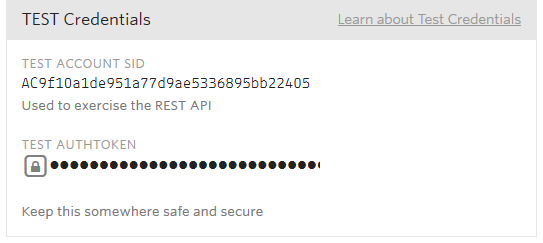 TEST Credentials
Learn about Test Credentials
TEST ACCOUNT SID
AC9f10a1de951a77d9ae5336895bb22405
Used to exercise the REST API
TEST AUTHTOKEN
Keep this somewhere safe and secure